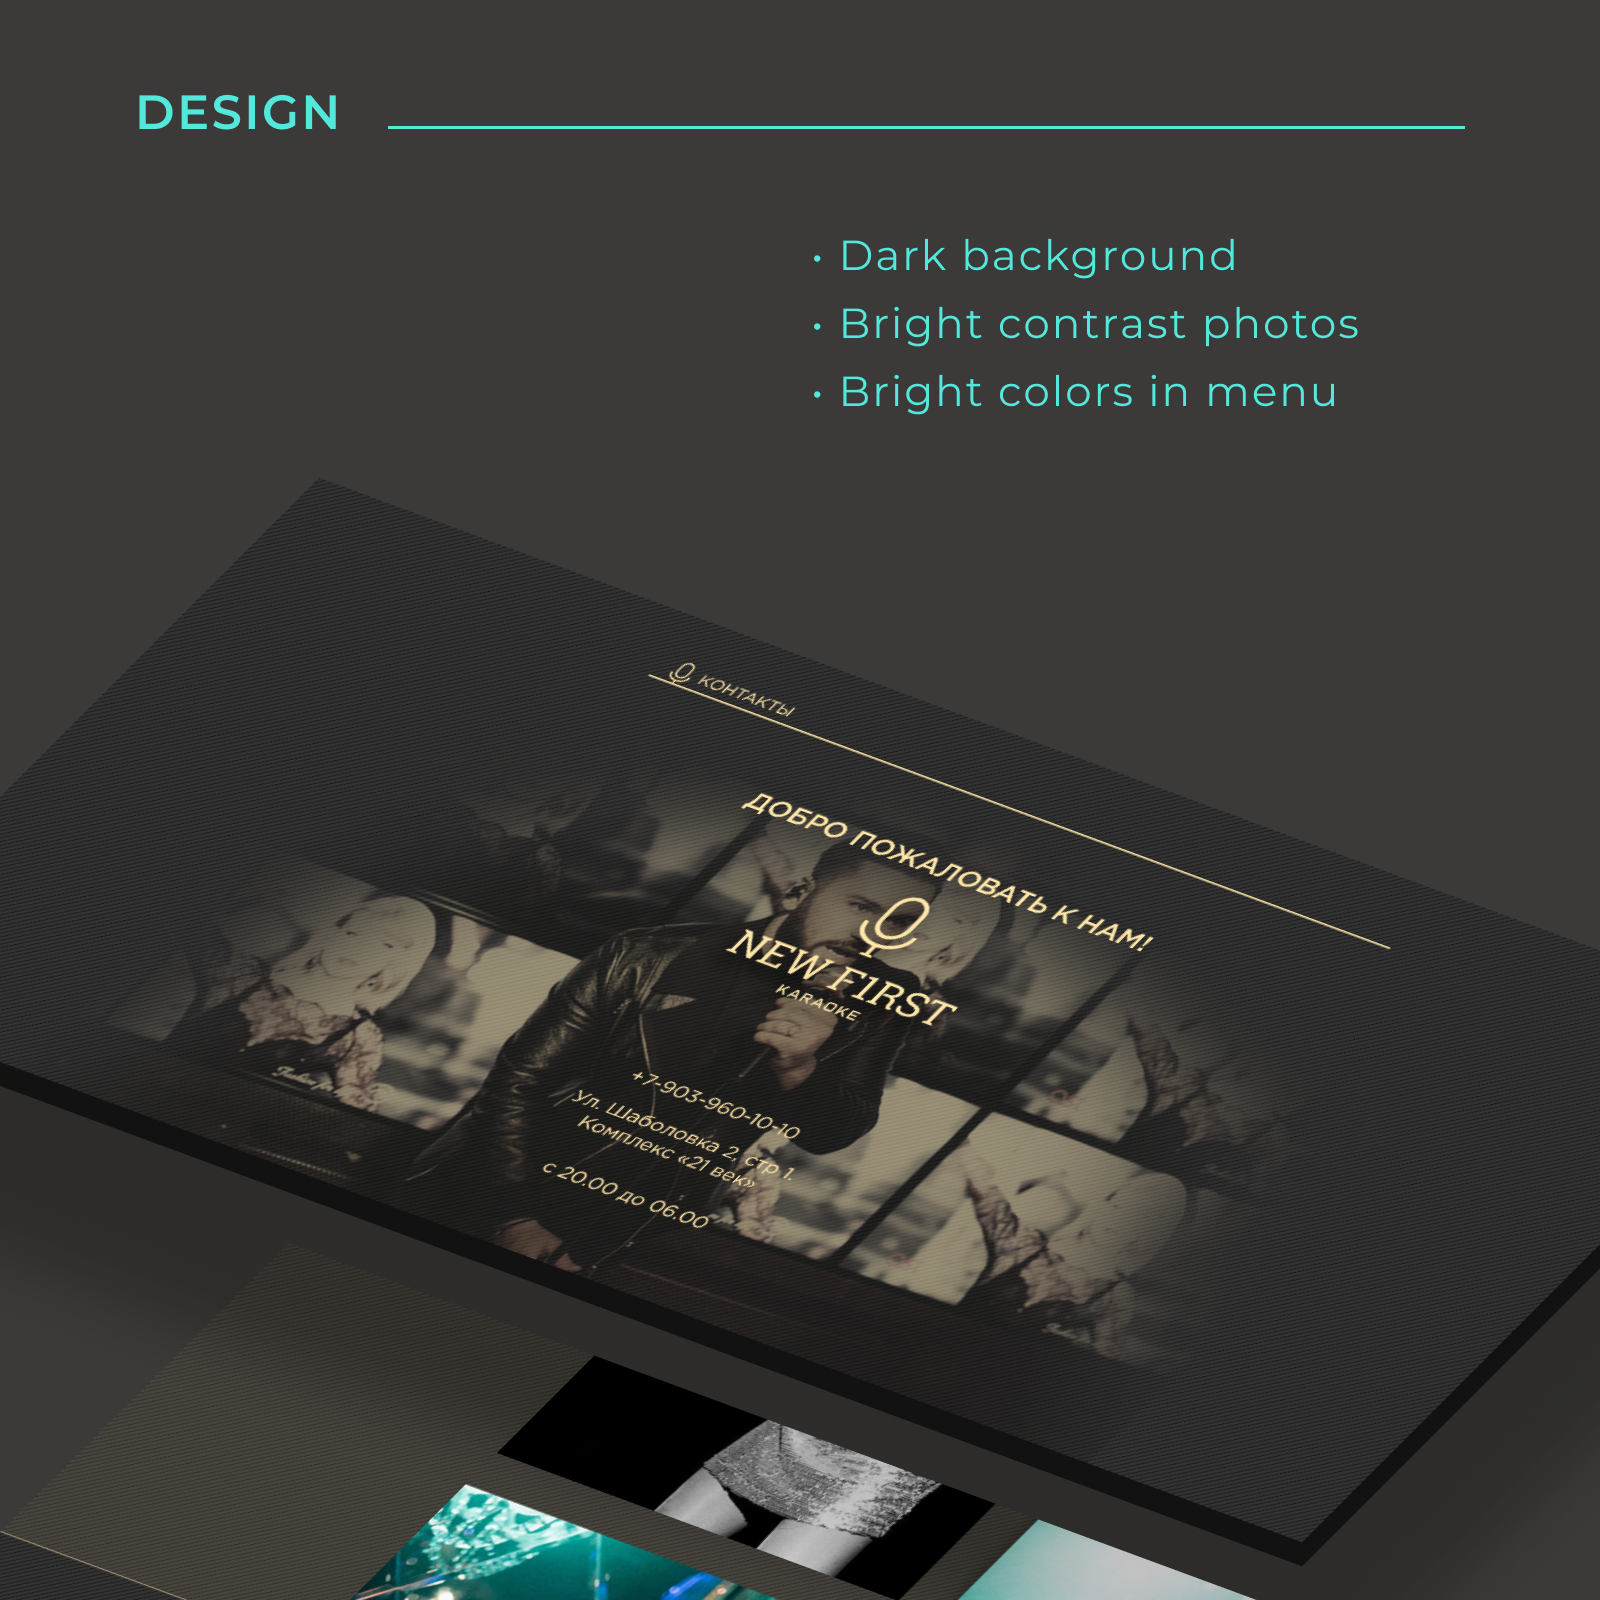 DESIGN
• Dark background
• Bright contrast photos
• Bright colors in menu
КОНТАКТЫ
ДОБРО ПОЖАЛОВАТЬ К НАМ!
NEW F1RST
KARAOKE
+7-903-960-10-10
Ул. Шаболовка 2, стр 1.
Комплекс «21 век»
с 20.00 до 06.00